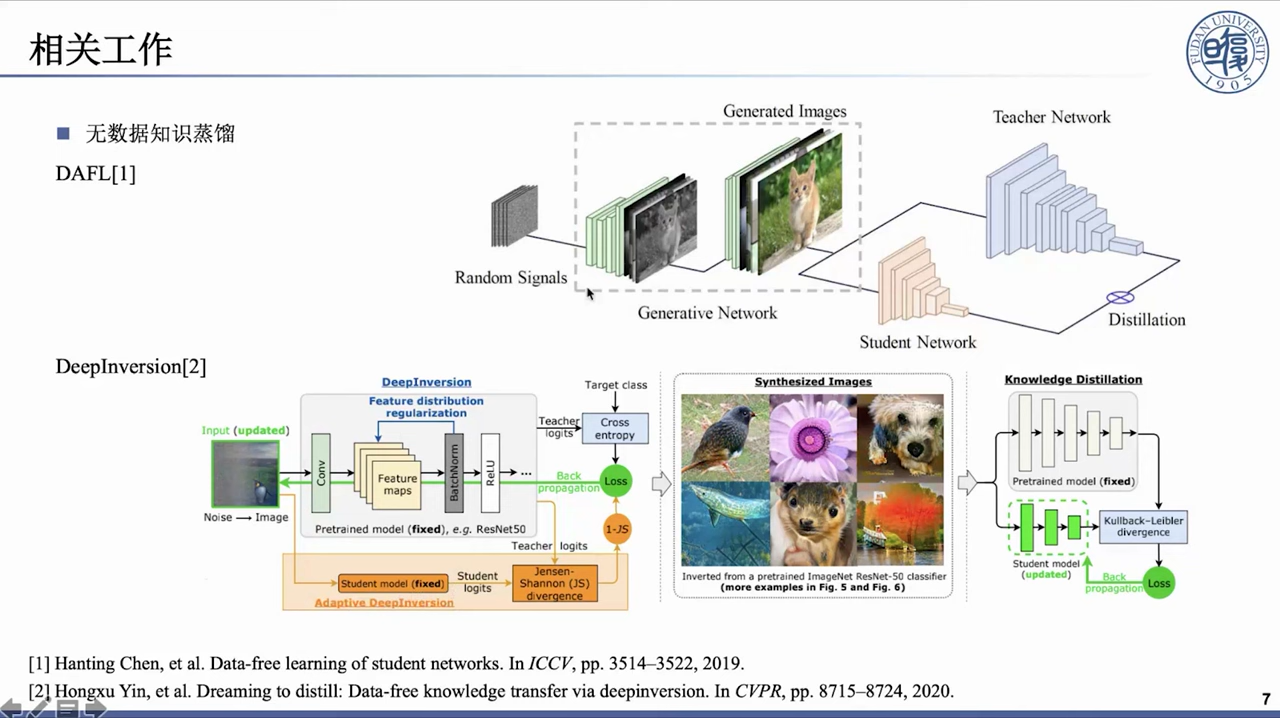 相关工作
FUDAN UNIVERSITY
1905
■ 无数据知识蒸馏
DAFL[1]
Generated Images
Teacher Network
Random Signals
Generative Network
Distillation
Student Network
DeepInversion[2]
DeepInversion
Feature distribution
regularization
Input (updated)
Noise → Image
Conv
Feature
maps
BatchNorm
ReLU
...
Pretrained model (fixed), e.g. ResNet50
Target class
Teacher
logits
Cross
entropy
Back
propagation
Loss
1-JS
Teacher logits
Student model (fixed)
Student
logits
Jensen-
Shannon (JS)
divergence
Adaptive DeepInversion
Synthesized Images
Inverted from a pretrained ImageNet ResNet-50 classifier
(more examples in Fig. 5 and Fig. 6)
Knowledge Distillation
Pretrained model (fixed)
Kullback–Leibler
divergence
Student model
(updated)
Back
propagation
Loss
[1] Hanting Chen, et al. Data-free learning of student networks. In ICCV, pp. 3514–3522, 2019.
[2] Hongxu Yin, et al. Dreaming to distill: Data-free knowledge transfer via deepinversion. In CVPR, pp. 8715–8724, 2020.
7